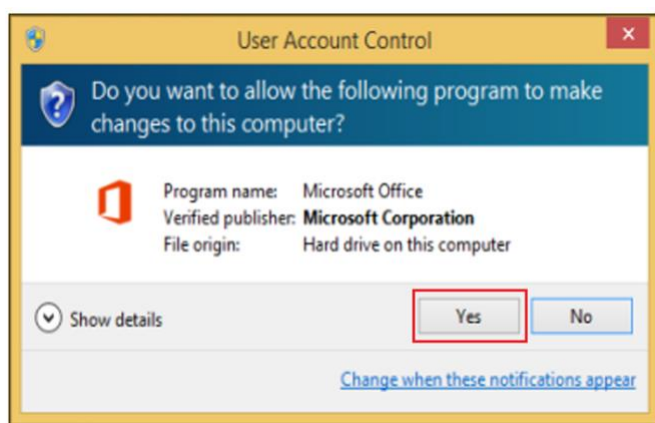 User Account Control
Do you want to allow the following program to make
changes to this computer?
Program name: Microsoft Office
Verified publisher: Microsoft Corporation
File origin: Hard drive on this computer
Show details
Yes
No
Change when these notifications appear